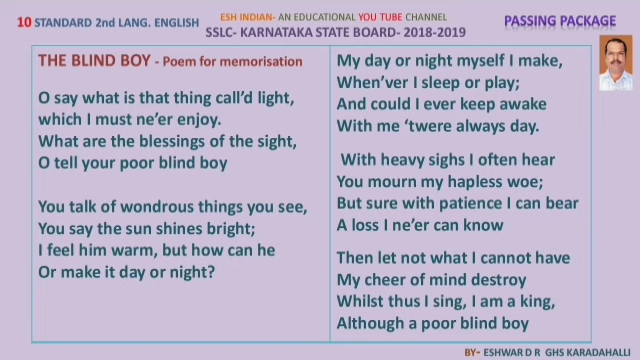 10 STANDARD 2nd LANG. ENGLISH
ESH INDIAN- AN EDUCATIONAL YOU TUBE CHANNEL
SSLC- KARNATAKA STATE BOARD- 2018-2019
PASSING PACKAGE
THE BLIND BOY - Poem for memorisation
O say what is that thing call’d light,
which I must ne’er enjoy.
What are the blessings of the sight,
O tell your poor blind boy
You talk of wondrous things you see,
You say the sun shines bright;
I feel him warm, but how can he
Or make it day or night?
My day or night myself I make,
When’ver I sleep or play;
And could I ever keep awake
With me ‘twere always day.
With heavy sighs I often hear
You mourn my hapless woe;
But sure with patience I can bear
A loss I ne’er can know
Then let not what I cannot have
My cheer of mind destroy
Whilst thus I sing, I am a king,
Although a poor blind boy
BY- ESHWAR D R GHS KARADAHALLI